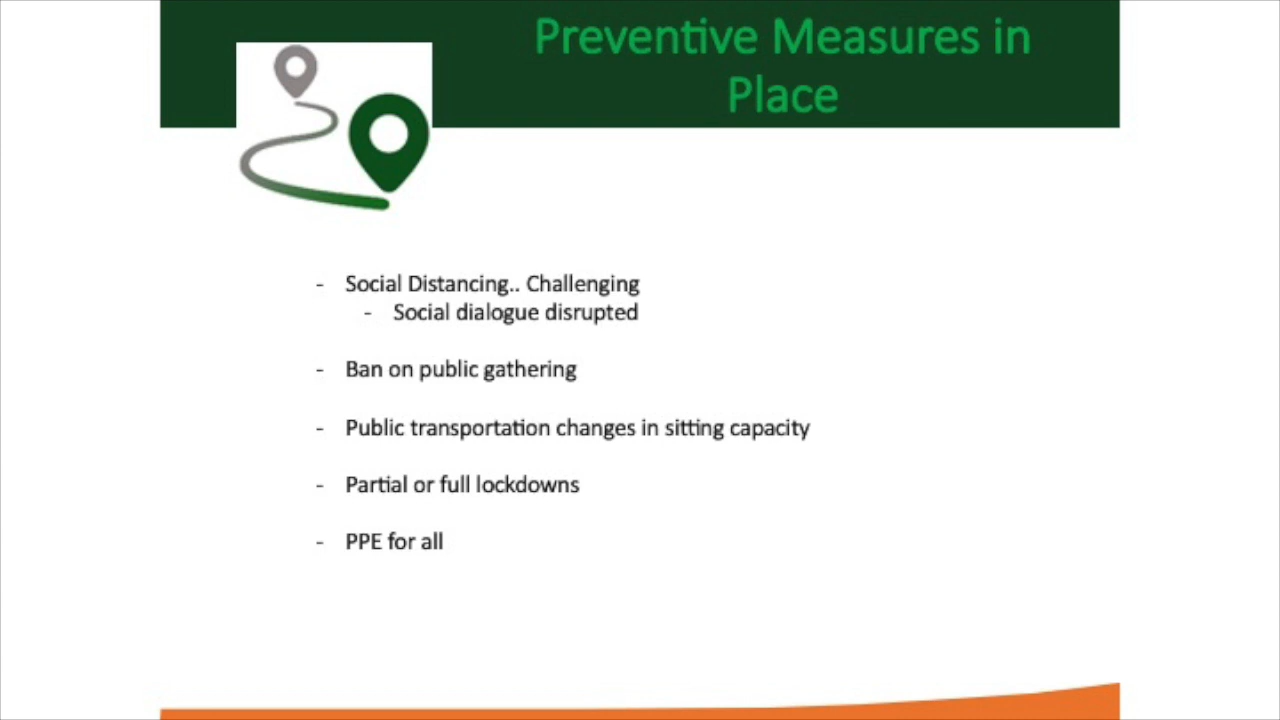 Preventive Measures in
Place
- Social Distancing.. Challenging
- Social dialogue disrupted
- Ban on public gathering
- Public transportation changes in sitting capacity
- Partial or full lockdowns
- PPE for all